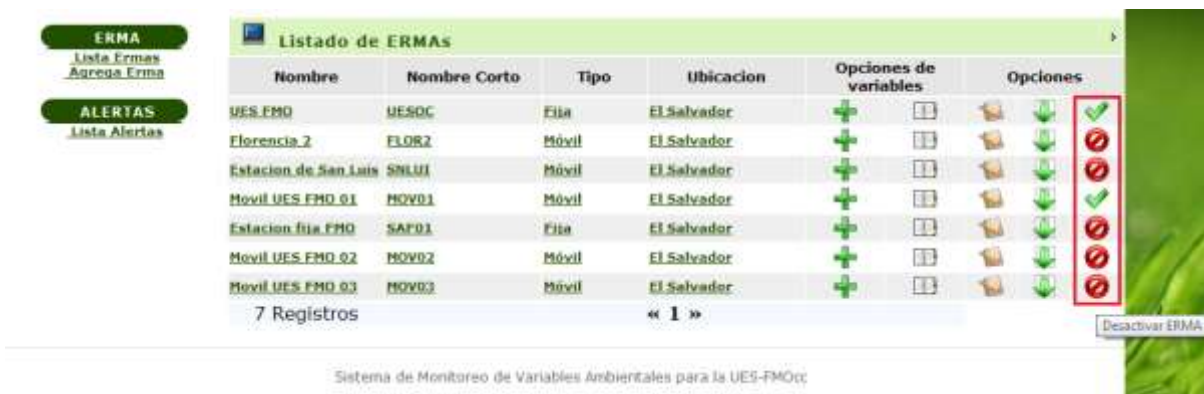 ERMA
Lista Ermas
Agrega Erma
ALERTAS
Lista Alertas
Listado de ERMAs
Nombre Nombre Corto Tipo Ubicacion Opciones de variables Opciones
UES FMO UESOC Fija El Salvador
Florencia 2 FLOR2 Móvil El Salvador
Estacion de San Luis SNLUI Móvil El Salvador
Movil UES FMO 01 MOV01 Móvil El Salvador
Estacion fija FMO SAF01 Fija El Salvador
Movil UES FMO 02 MOV02 Móvil El Salvador
Movil UES FMO 03 MOV03 Móvil El Salvador
7 Registros « 1 »
Desactivar ERMA
Sistema de Monitoreo de Variables Ambientales para la UES-FMOcc